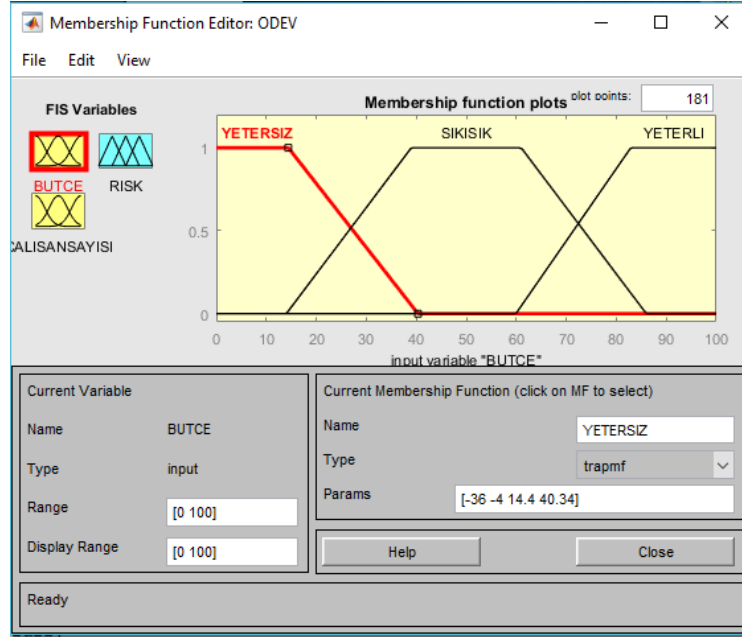 Membership Function Editor: ODEV
File Edit View
FIS Variables
BUTCE
RISK
ALISANSAYISI
Membership function plots
plot points:
181
YETERSIZ
SIKISIK
YETERLI
1
0.5
0
0 10 20 30 40 50 60 70 80 90 100
input variable "BUTCE"
Current Variable
Name BUTCE
Type input
Range [0 100]
Display Range [0 100]
Current Membership Function (click on MF to select)
Name YETERSIZ
Type trapmf
Params [-36 -4 14.4 40.34]
Help Close
Ready